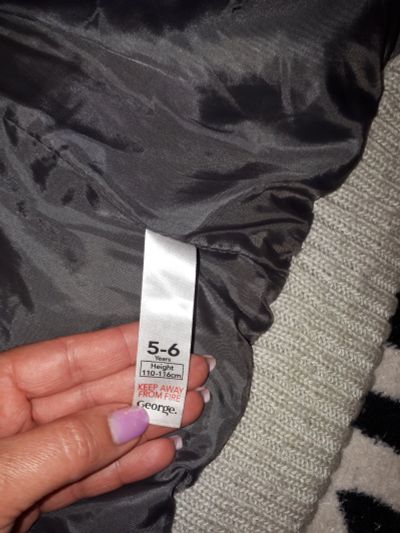 5-6
Years
Height
110-116cm
KEEP AWAY
FROM FIRE
George.